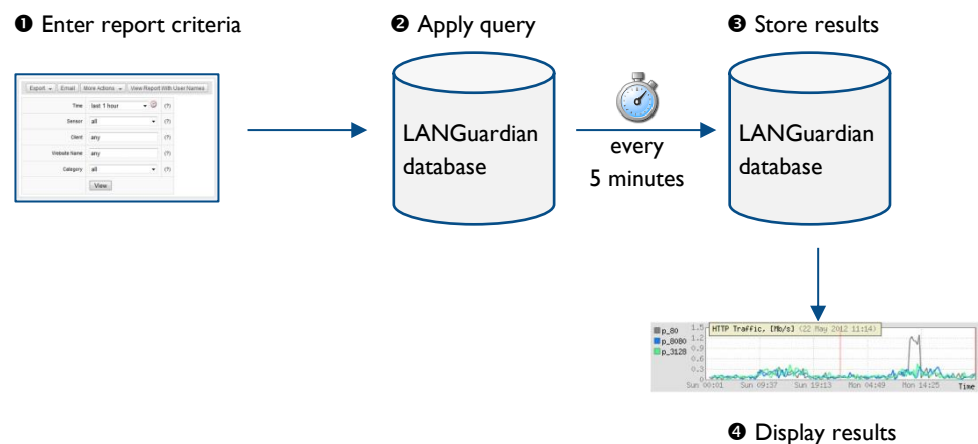 ❶ Enter report criteria
❷ Apply query
❸ Store results
Export Email More Actions View Report With User Names
Time last 1 hour (?)
Sensor all (?)
Client any (?)
Website Name any (?)
Category all (?)
View
LANGuardian
database
every
5 minutes
LANGuardian
database
p_80
p_8080
p_3128
1.5
1.2
0.9
0.6
0.3
0
HTTP Traffic, [Mb/s] (22 May 2012 11:14)
Sun 00:01 Sun 09:37 Sun 19:13 Mon 04:49 Mon 14:25 Time
❹ Display results